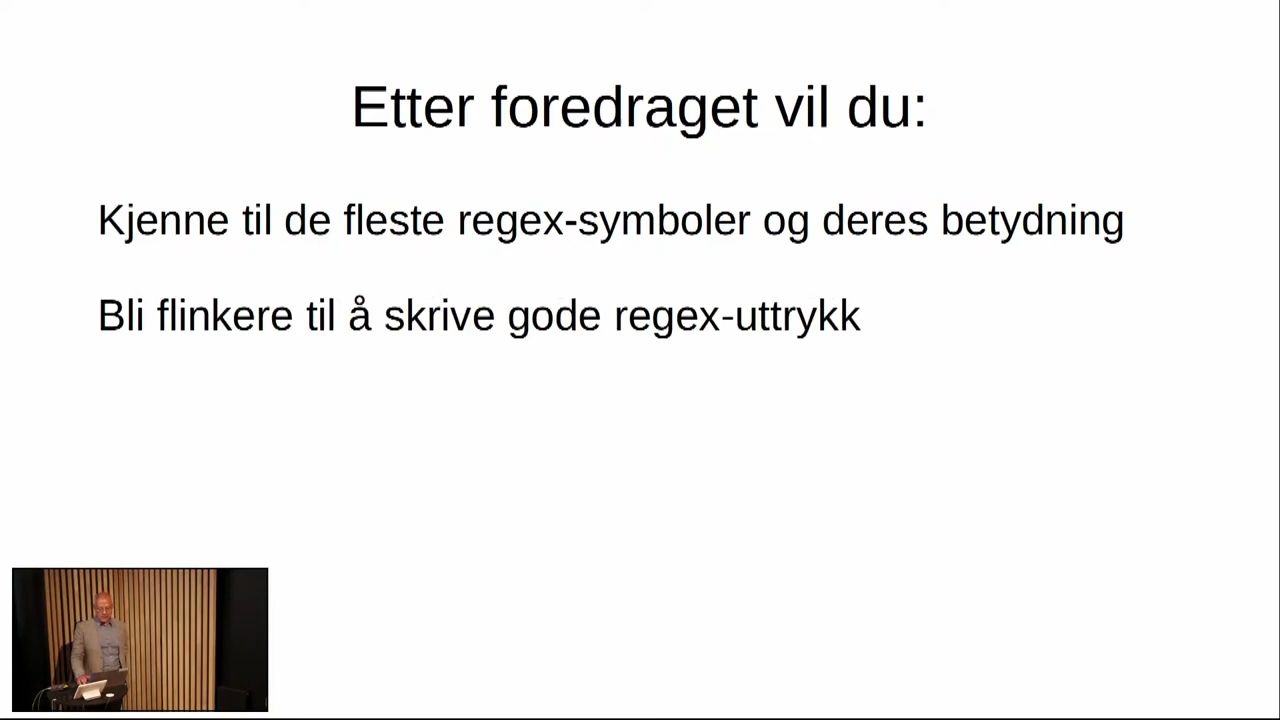 Etter foredraget vil du:
Kjenne til de fleste regex-symboler og deres betydning
Bli flinkere til å skrive gode regex-uttrykk